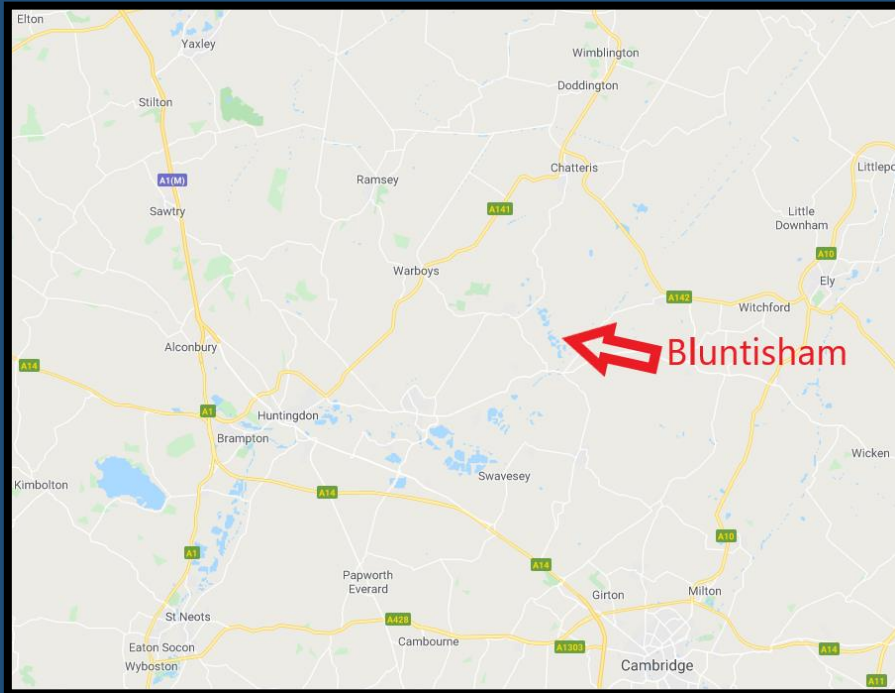 Elton
Yaxley
Wimblington
Stilton
Doddington
Chatteris
Littlepo
A1(M)
Ramsey
Sawtry
A141
Little
Downham
A10
Warboys
Ely
A142
Witchford
Bluntisham
Alconbury
A14
A1
Huntingdon
Brampton
Wicken
Kimbolton
Swavesey
A14
A10
A1
A14
Papworth
Everard
Girton
Milton
St Neots
A428
Cambourne
A1303
A14
Eaton Socon
Wyboston
Cambridge
A11